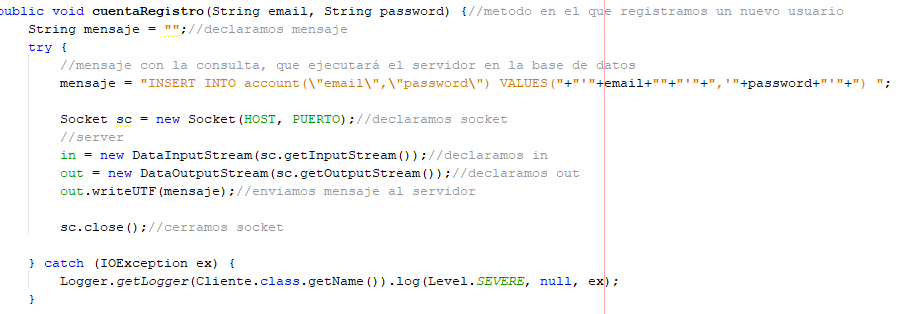 public void cuentaRegistro(String email, String password) {//metodo en el que registramos un nuevo usuario
String mensaje = "";//declaramos mensaje
try {
//mensaje con la consulta, que ejecutará el servidor en la base de datos
mensaje = "INSERT INTO account(\"email\",\"password\") VALUES("+"'"+email+""+"'"+",'"+password+"'"+") ";
Socket sc = new Socket(HOST, PUERTO);//declaramos socket
//server
in = new DataInputStream(sc.getInputStream());//declaramos in
out = new DataOutputStream(sc.getOutputStream());//declaramos out
out.writeUTF(mensaje);//enviamos mensaje al servidor
sc.close();//cerramos socket
} catch (IOException ex) {
Logger.getLogger(Cliente.class.getName()).log(Level.SEVERE, null, ex);
}